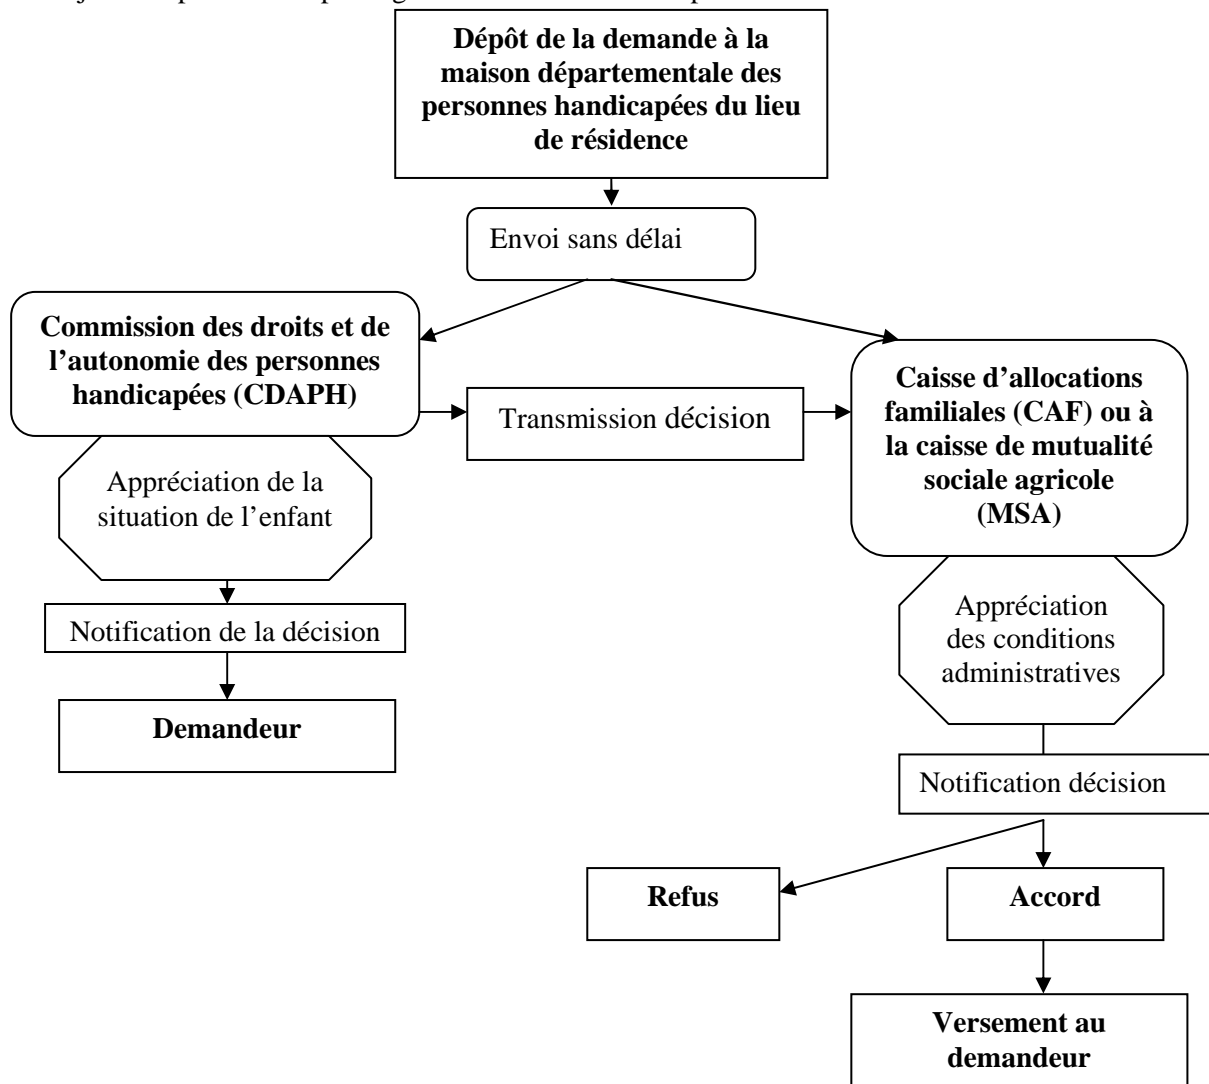 Dépôt de la demande à la
maison départementale des
personnes handicapées du lieu
de résidence
Envoi sans délai
Commission des droits et de
l’autonomie des personnes
handicapées (CDAPH)
Transmission décision
Caisse d’allocations
familiales (CAF) ou à
la caisse de mutualité
sociale agricole
(MSA)
Appréciation de la
situation de l’enfant
Notification de la décision
Demandeur
Appréciation
des conditions
administratives
Notification décision
Refus
Accord
Versement au
demandeur